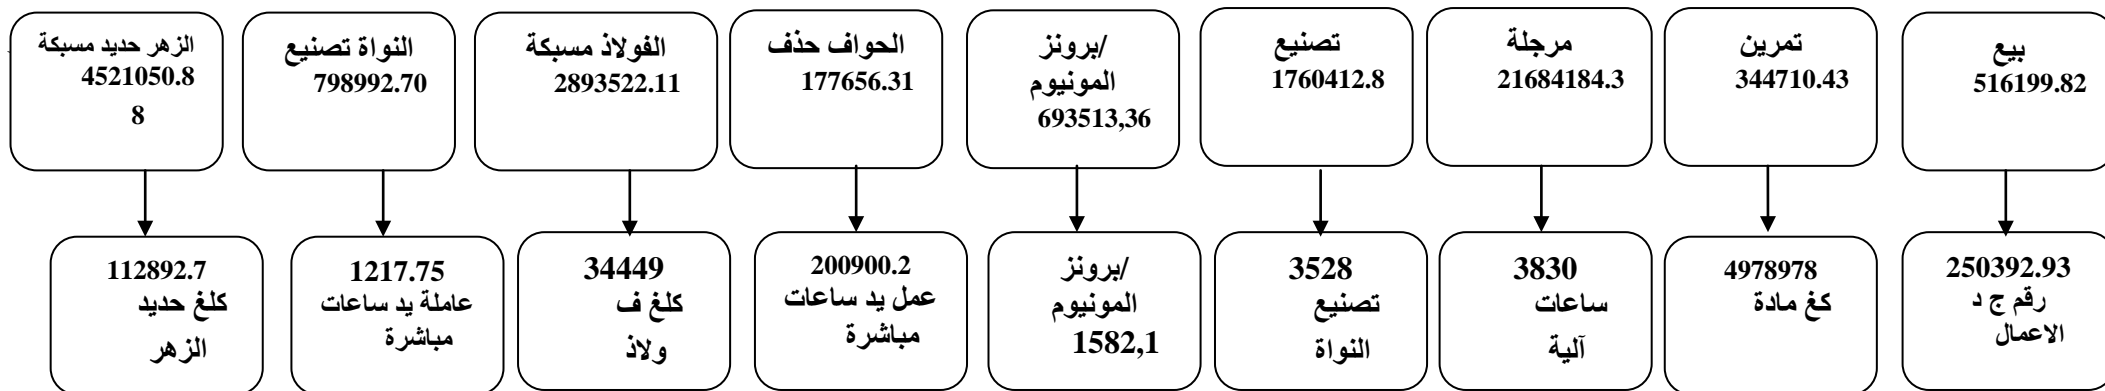 بيع
516199.82
تمرين
344710.43
مرجلة
21684184.3
تصنيع
1760412.8
برونز/
المونيوم
693513,36
الحواف حذف
177656.31
الفولاذ مسبكة
2893522.11
النواة تصنيع
798992.70
الزهر حديد مسبكة
4521050.8
8
250392.93
رقم ج د
الاعمال
4978978
كغ مادة
3830
ساعات
آلية
3528
تصنيع
النواة
برونز/
المونيوم
1582,1
200900.2
عمل يد ساعات
مباشرة
34449
كلغ ف
ولاذ
1217.75
عاملة يد ساعات
مباشرة
112892.7
كلغ حديد
الزهر